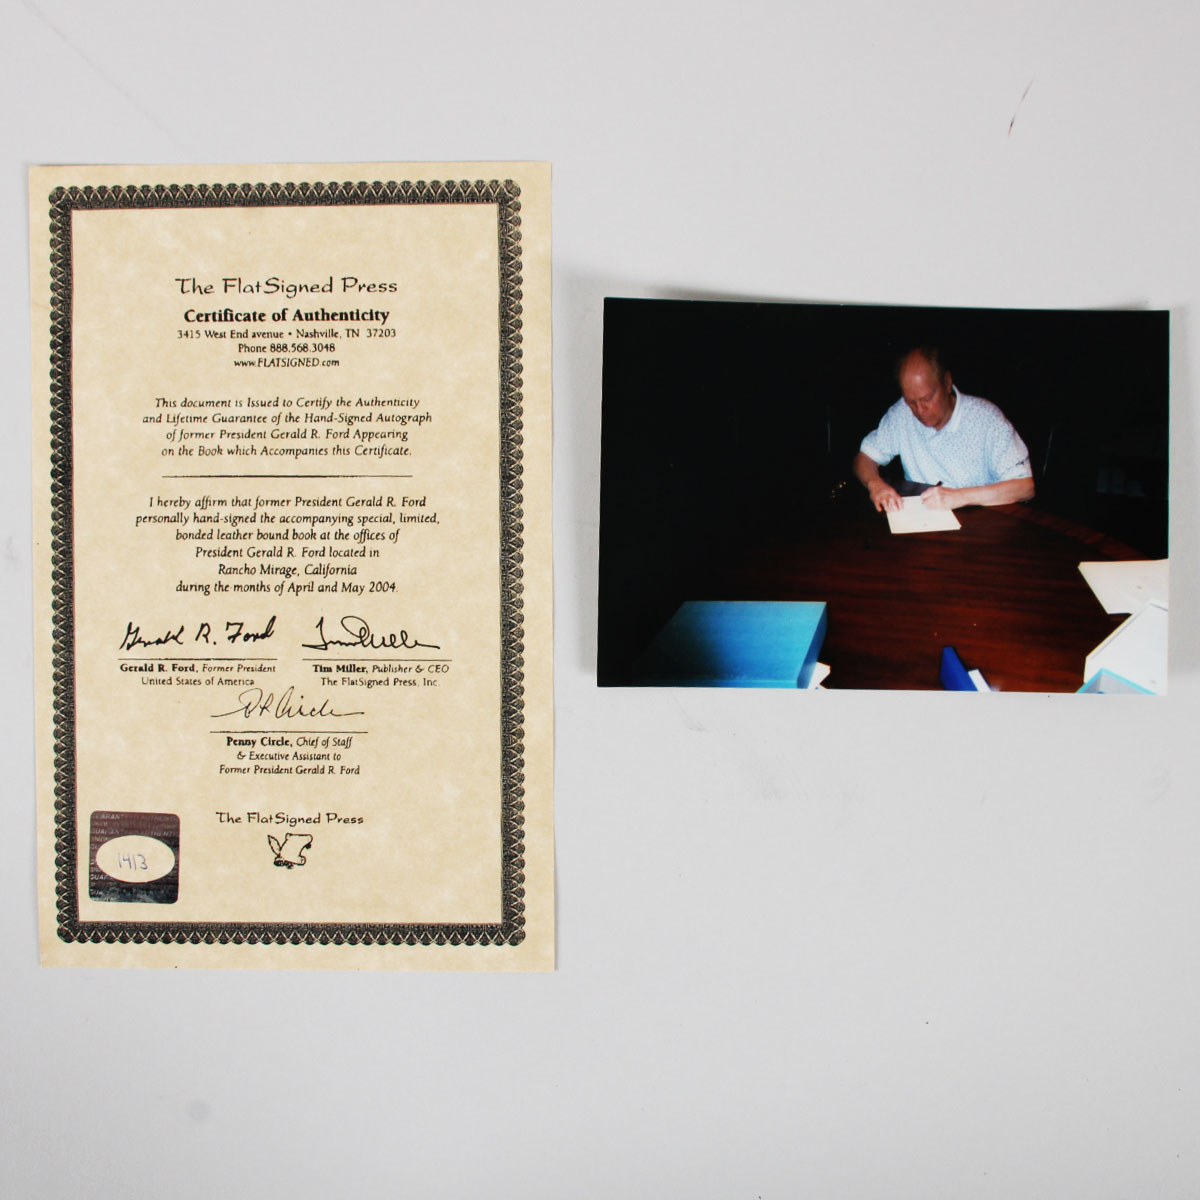 The FlatSigned Press
Certificate of Authenticity
3415 West End avenue • Nashville, TN 37203
Phone 888.568.3048
www.FLATSIGNED.com
This document is Issued to Certify the Authenticity
and Lifetime Guarantee of the Hand-Signed Autograph
of former President Gerald R. Ford Appearing
on the Book which Accompanies this Certificate.
I hereby affirm that former President Gerald R. Ford
personally hand-signed the accompanying special, limited,
bonded leather bound book at the offices of
President Gerald R. Ford located in
Rancho Mirage, California
during the months of April and May 2004.
Gerald R. Ford
Gerald R. Ford, Former President
United States of America
Tim Miller, Publisher & CEO
The FlatSigned Press, Inc.
Penny Circle, Chief of Staff
& Executive Assistant to
Former President Gerald R. Ford
The FlatSigned Press
1413